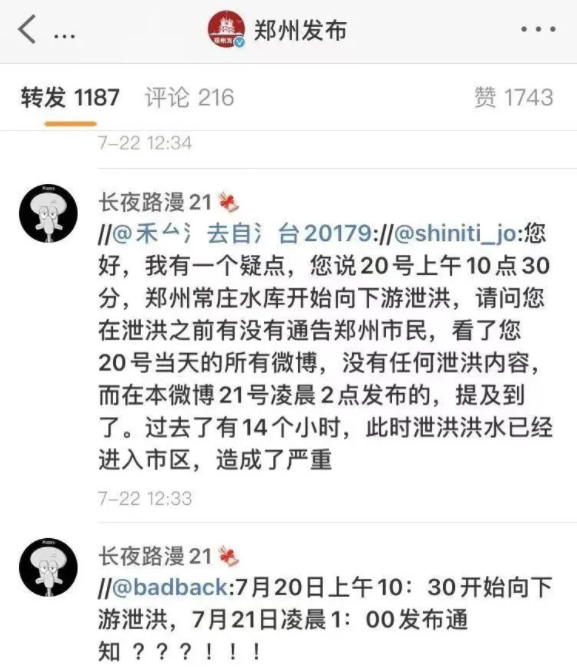 ... 郑州发布 ...
转发 1187 评论 216 赞 1743
7-22 12:34
长夜路漫21
//@禾亼氵去自氵台20179://@shiniti_jo:您
好，我有一个疑点，您说20号上午10点30
分，郑州常庄水库开始向下游泄洪，请问您
在泄洪之前有没有通告郑州市民，看了您
20号当天的所有微博，没有任何泄洪内容，
而在本微博21号凌晨2点发布的，提及到
了。过去了有14个小时，此时泄洪洪水已经
进入市区，造成了严重
7-22 12:33
长夜路漫21
//@badback:7月20日上午10：30开始向下
游泄洪，7月21日凌晨1：00发布通
知 ？？？！！！